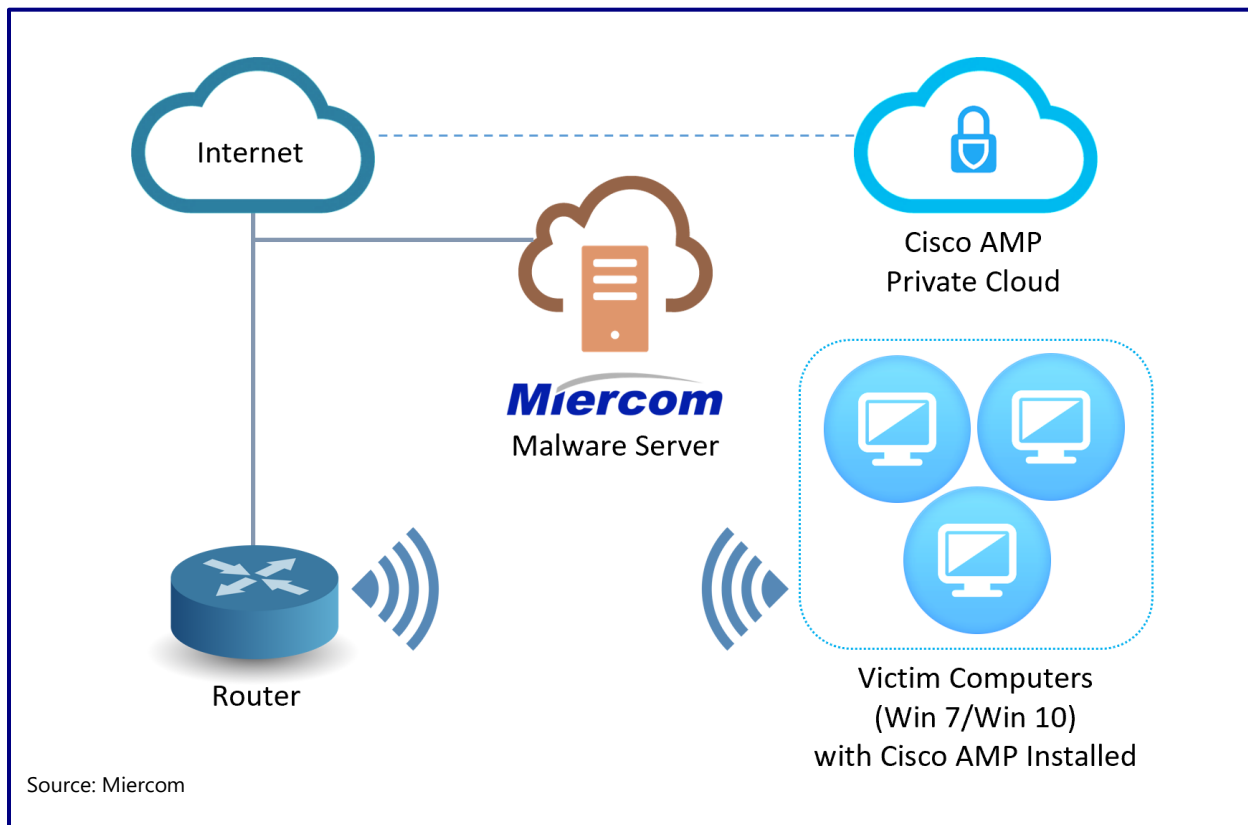 Internet
Cisco AMP
Private Cloud
Miercom
Malware Server
Router
Victim Computers
(Win 7/Win 10)
with Cisco AMP Installed
Source: Miercom